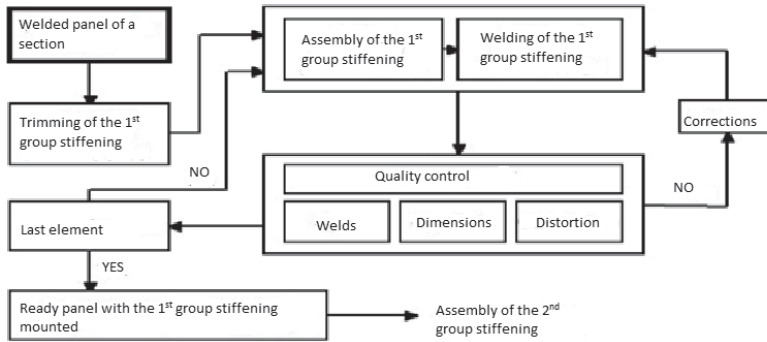 Welded panel of a
section
Trimming of the 1st
group stiffening
Assembly of the 1st
group stiffening
Welding of the 1st
group stiffening
Corrections
NO
Quality control
Welds
Dimensions
Distortion
NO
Last element
YES
Ready panel with the 1st group stiffening
mounted
Assembly of the 2nd
group stiffening